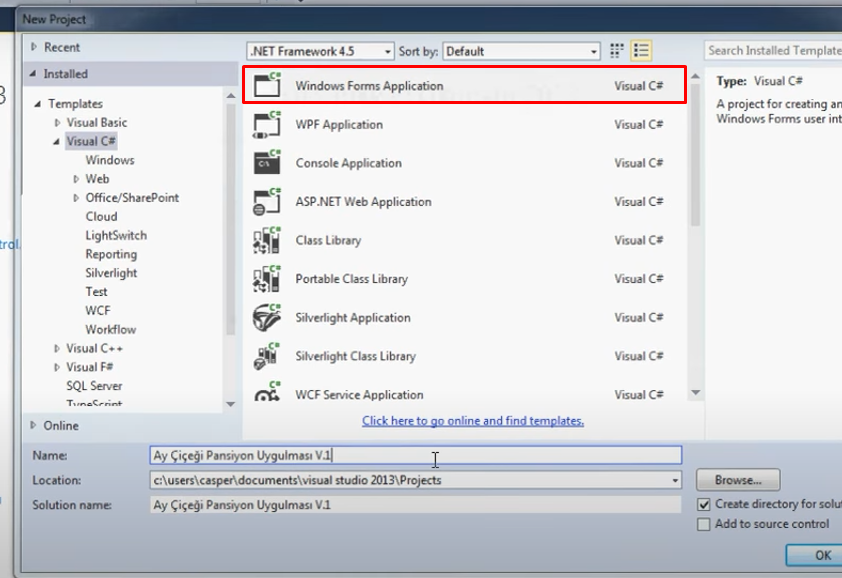 New Project
Recent
Installed
Templates
Visual Basic
Visual C#
Windows
Web
Office/SharePoint
Cloud
LightSwitch
Reporting
Silverlight
Test
WCF
Workflow
Visual C++
Visual F#
SQL Server
TypeScript
Online
.NET Framework 4.5 Sort by: Default
Windows Forms Application Visual C#
WPF Application Visual C#
Console Application Visual C#
ASP.NET Web Application Visual C#
Class Library Visual C#
Portable Class Library Visual C#
Silverlight Application Visual C#
Silverlight Class Library Visual C#
WCF Service Application Visual C#
Click here to go online and find templates.
Search Installed Template
Type: Visual C#
A project for creating an
Windows Forms user int
Name: Ay Çiçeği Pansiyon Uygulması V.1
Location: c:\users\casper\documents\visual studio 2013\Projects
Browse...
Solution name: Ay Çiçeği Pansiyon Uygulması V.1
Create directory for solut
Add to source control
OK